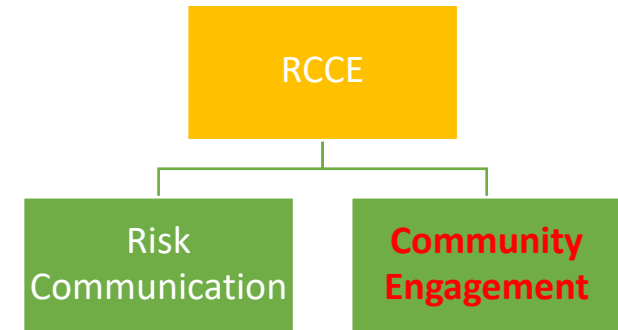 RCCE
Risk
Communication
Community
Engagement